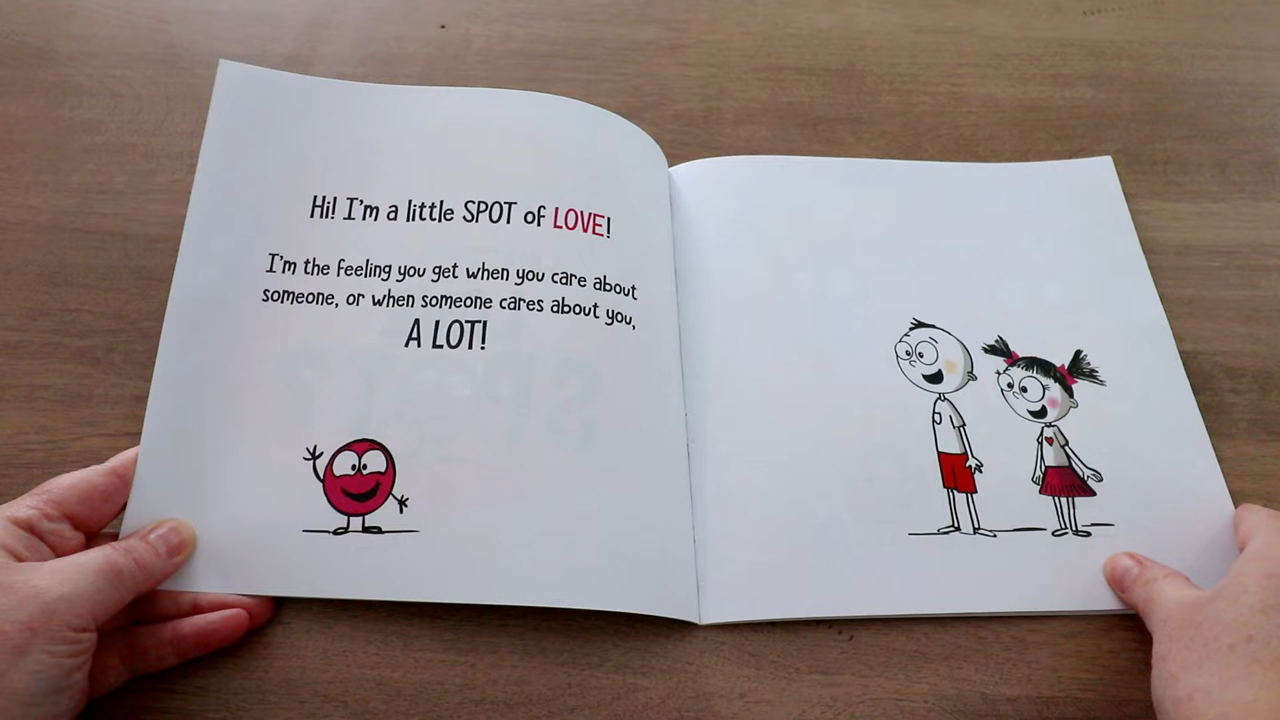 Hi! I'm a little SPOT of LOVE!
I'm the feeling you get when you care about
someone, or when someone cares about you,
A LOT!